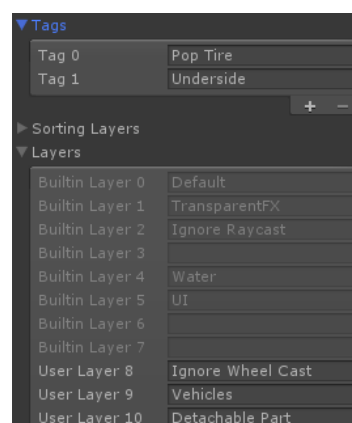 Tags
Tag 0 Pop Tire
Tag 1 Underside
+ −
Sorting Layers
Layers
Builtin Layer 0 Default
Builtin Layer 1 TransparentFX
Builtin Layer 2 Ignore Raycast
Builtin Layer 3
Builtin Layer 4 Water
Builtin Layer 5 UI
Builtin Layer 6
Builtin Layer 7
User Layer 8 Ignore Wheel Cast
User Layer 9 Vehicles
User Layer 10 Detachable Part